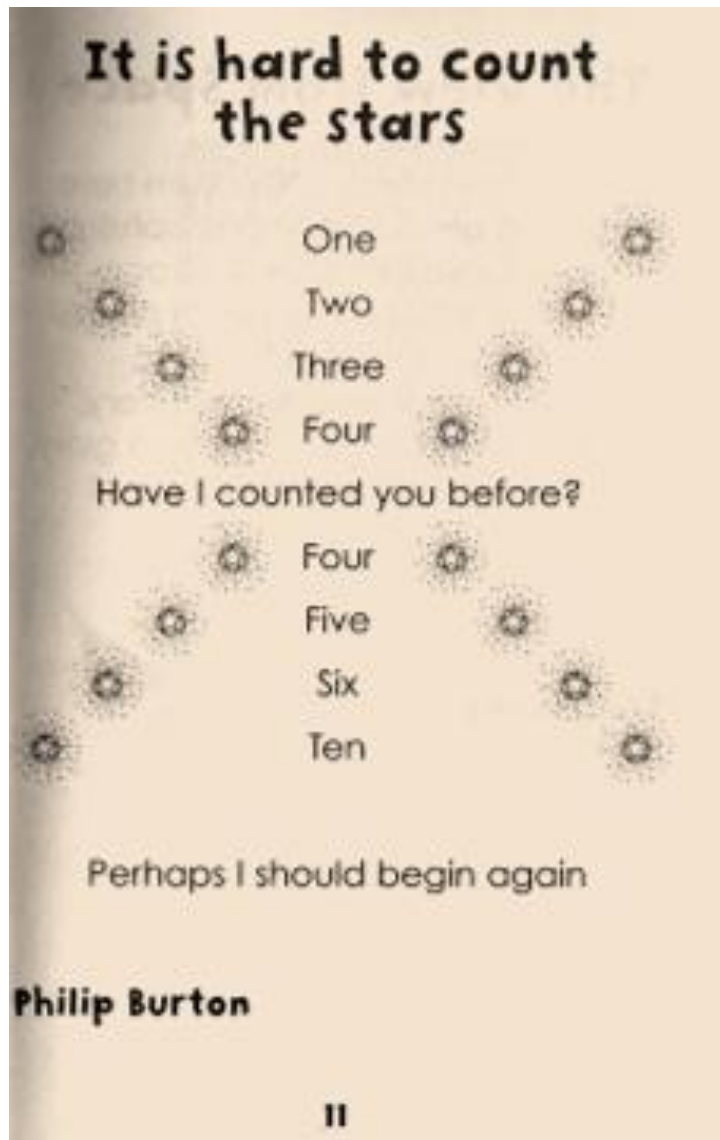 It is hard to count
the stars
One
Two
Three
Four
Have I counted you before?
Four
Five
Six
Ten
Perhaps I should begin again
Philip Burton
11